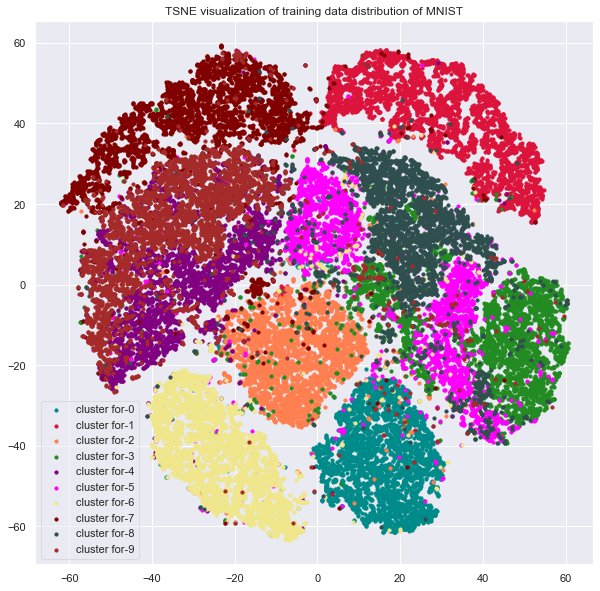 TSNE visualization of training data distribution of MNIST
60
40
20
0
−20
−40
−60
cluster for-0
cluster for-1
cluster for-2
cluster for-3
cluster for-4
cluster for-5
cluster for-6
cluster for-7
cluster for-8
cluster for-9
−60 −40 −20 0 20 40 60